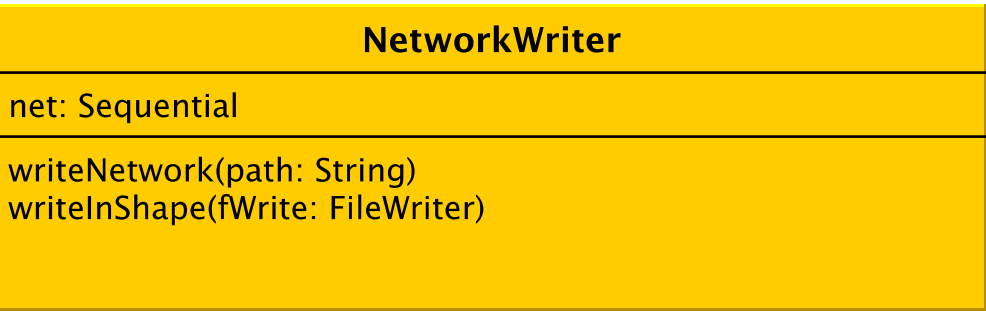 NetworkWriter
net: Sequential
writeNetwork(path: String)
writeInShape(fWrite: FileWriter)